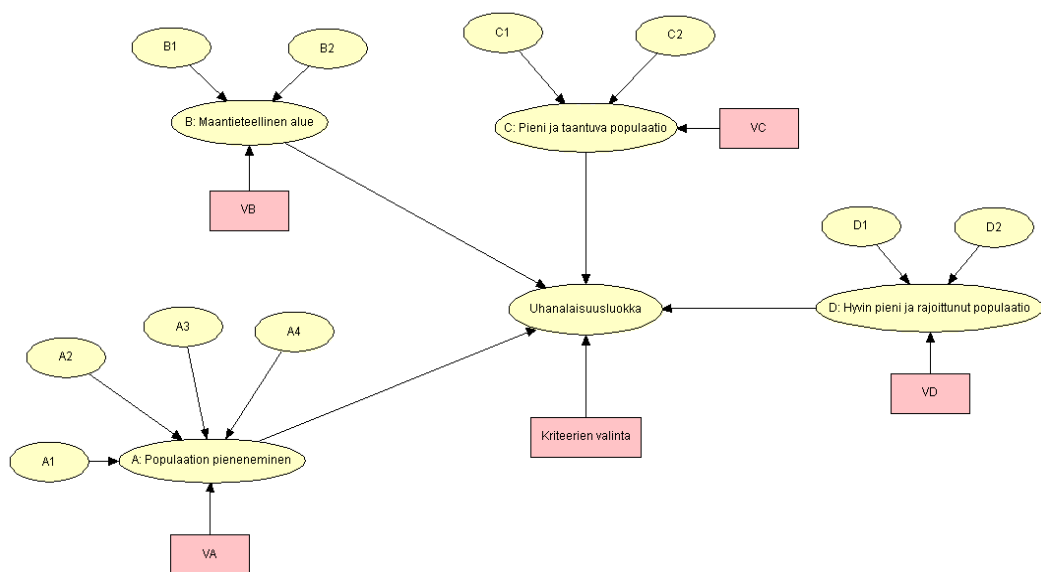 C1
C2
B1
B2
B: Maantieteellinen alue
C: Pieni ja taantuva populaatio
VC
VB
D1
D2
Uhanalaisuusluokka
D: Hyvin pieni ja rajoittunut populaatio
A3
A4
A2
VD
Kriteerien valinta
A1
A: Populaation pieneneminen
VA